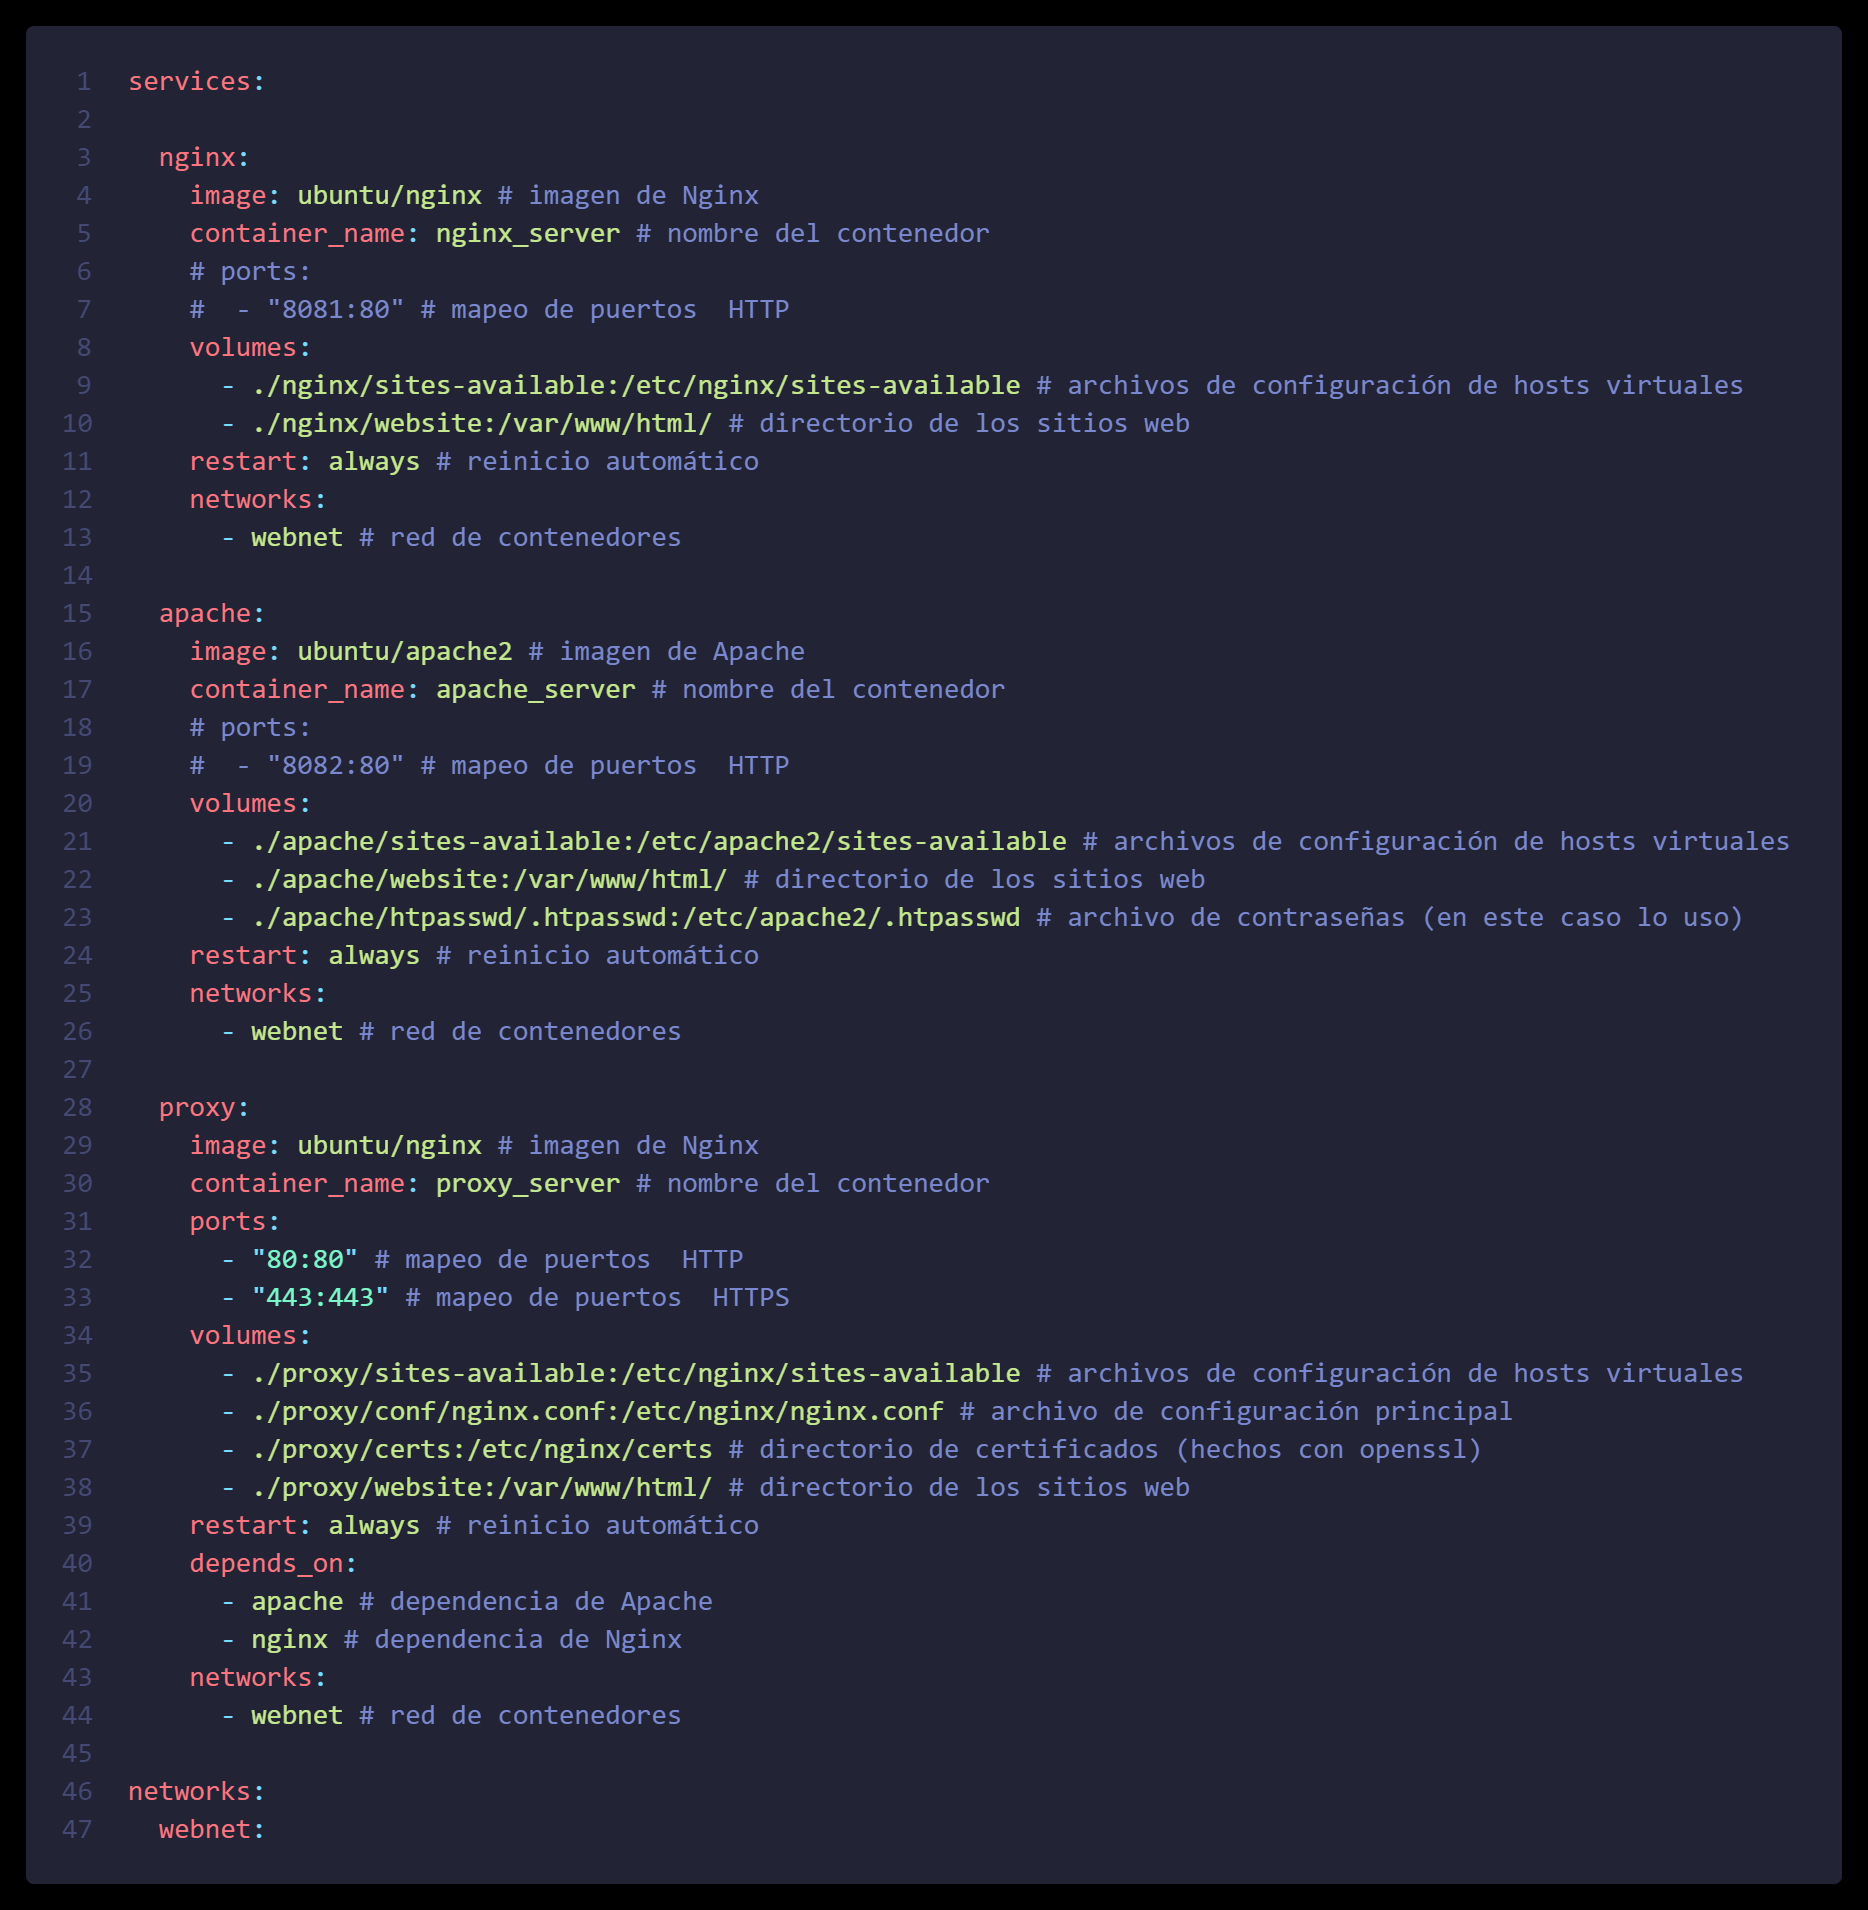 1 services:
2
3   nginx:
4     image: ubuntu/nginx # imagen de Nginx
5     container_name: nginx_server # nombre del contenedor
6     # ports:
7     #  - "8081:80" # mapeo de puertos  HTTP
8     volumes:
9       - ./nginx/sites-available:/etc/nginx/sites-available # archivos de configuración de hosts virtuales
10       - ./nginx/website:/var/www/html/ # directorio de los sitios web
11     restart: always # reinicio automático
12     networks:
13       - webnet # red de contenedores
14
15   apache:
16     image: ubuntu/apache2 # imagen de Apache
17     container_name: apache_server # nombre del contenedor
18     # ports:
19     #  - "8082:80" # mapeo de puertos  HTTP
20     volumes:
21       - ./apache/sites-available:/etc/apache2/sites-available # archivos de configuración de hosts virtuales
22       - ./apache/website:/var/www/html/ # directorio de los sitios web
23       - ./apache/htpasswd/.htpasswd:/etc/apache2/.htpasswd # archivo de contraseñas (en este caso lo uso)
24     restart: always # reinicio automático
25     networks:
26       - webnet # red de contenedores
27
28   proxy:
29     image: ubuntu/nginx # imagen de Nginx
30     container_name: proxy_server # nombre del contenedor
31     ports:
32       - "80:80" # mapeo de puertos  HTTP
33       - "443:443" # mapeo de puertos  HTTPS
34     volumes:
35       - ./proxy/sites-available:/etc/nginx/sites-available # archivos de configuración de hosts virtuales
36       - ./proxy/conf/nginx.conf:/etc/nginx/nginx.conf # archivo de configuración principal
37       - ./proxy/certs:/etc/nginx/certs # directorio de certificados (hechos con openssl)
38       - ./proxy/website:/var/www/html/ # directorio de los sitios web
39     restart: always # reinicio automático
40     depends_on:
41       - apache # dependencia de Apache
42       - nginx # dependencia de Nginx
43     networks:
44       - webnet # red de contenedores
45
46 networks:
47   webnet: